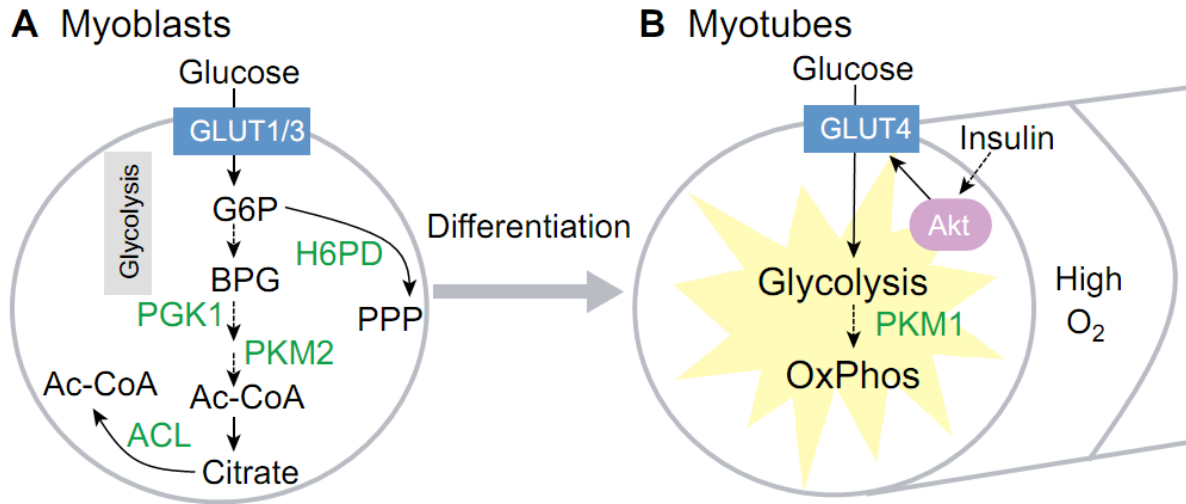 A Myoblasts
Glucose
GLUT1/3
Glycolysis
G6P
H6PD
BPG
PGK1
PPP
PKM2
Ac-CoA
Ac-CoA
ACL
Citrate
Differentiation
B Myotubes
Glucose
GLUT4
Insulin
Akt
Glycolysis
PKM1
OxPhos
High
O₂